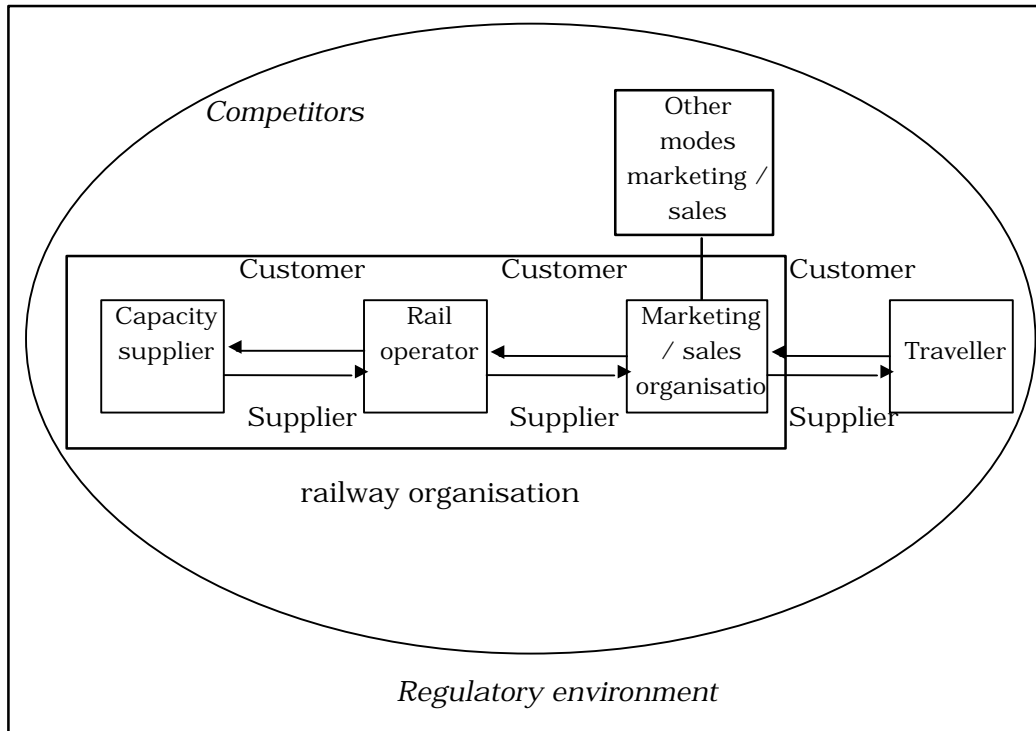 Competitors
Other
modes
marketing /
sales
Customer
Customer
Customer
Capacity
supplier
Rail
operator
Marketing
/ sales
organisatio
Traveller
Supplier
Supplier
Supplier
railway organisation
Regulatory environment